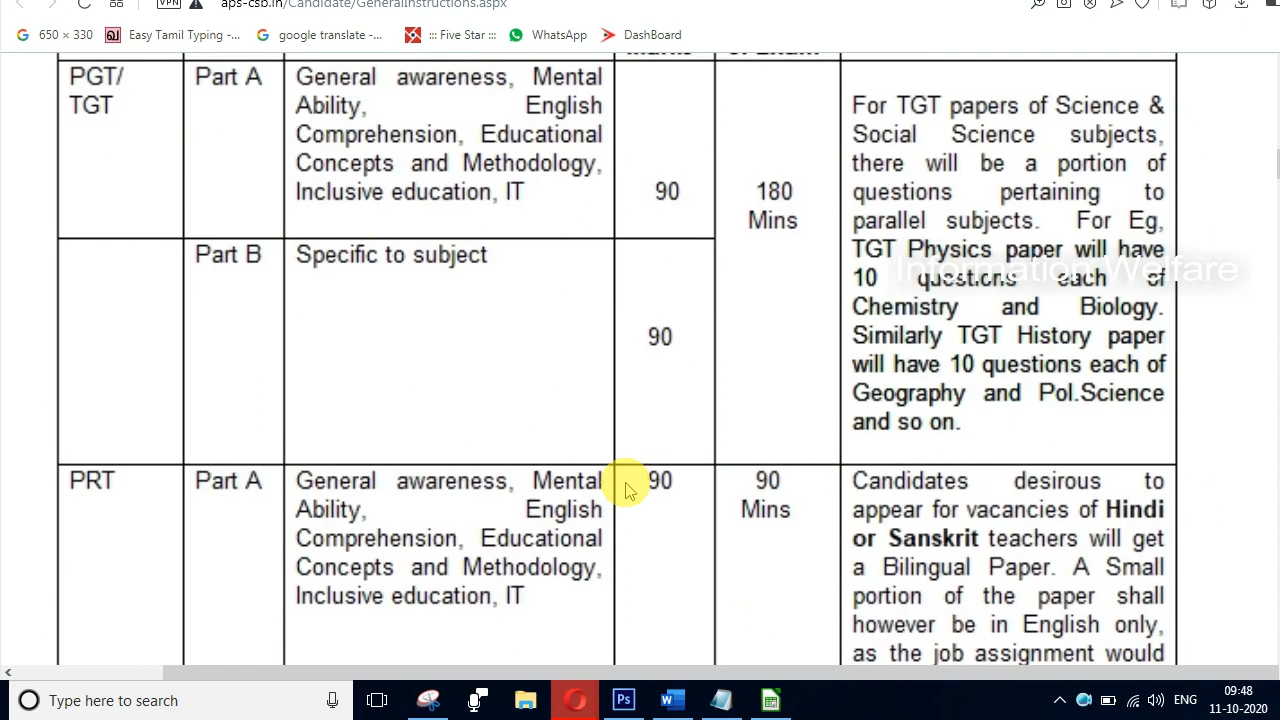 VPN
aps-csb.in/Candidate/GeneralInstructions.aspx
650 × 330
Easy Tamil Typing -...
google translate -...
::: Five Star :::
WhatsApp
DashBoard
PGT/
TGT
Part A
General awareness, Mental
Ability, English
Comprehension, Educational
Concepts and Methodology,
Inclusive education, IT
90
180
Mins
For TGT papers of Science &
Social Science subjects,
there will be a portion of
questions pertaining to
parallel subjects. For Eg,
TGT Physics paper will have
10 questions each of
Chemistry and Biology.
Similarly TGT History paper
will have 10 questions each of
Geography and Pol.Science
and so on.
Information Welfare
Part B
Specific to subject
90
PRT
Part A
General awareness, Mental
Ability, English
Comprehension, Educational
Concepts and Methodology,
Inclusive education, IT
90
90
Mins
Candidates desirous to
appear for vacancies of Hindi
or Sanskrit teachers will get
a Bilingual Paper. A Small
portion of the paper shall
however be in English only,
as the job assignment would
Type here to search
Ps
W
ENG
09:48
11-10-2020